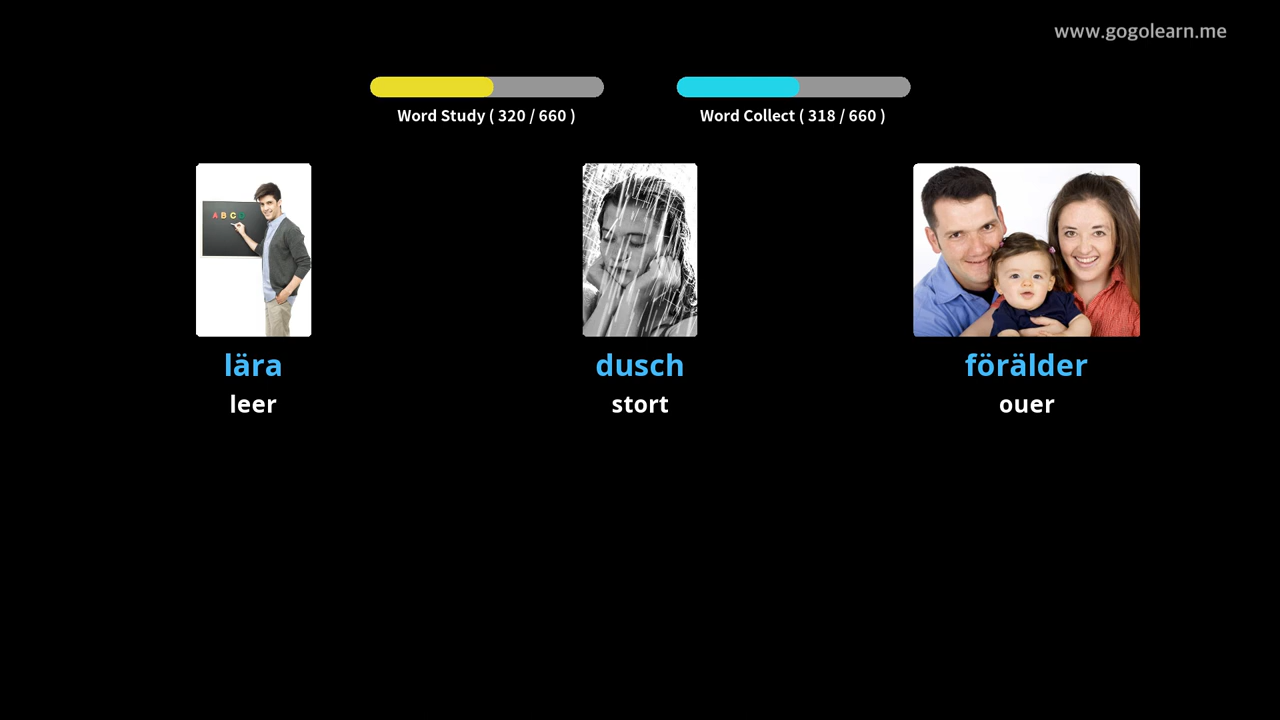 www.gogolearn.me
Word Study ( 320 / 660 )
Word Collect ( 318 / 660 )
A B C D
lära
dusch
förälder
leer
stort
ouer